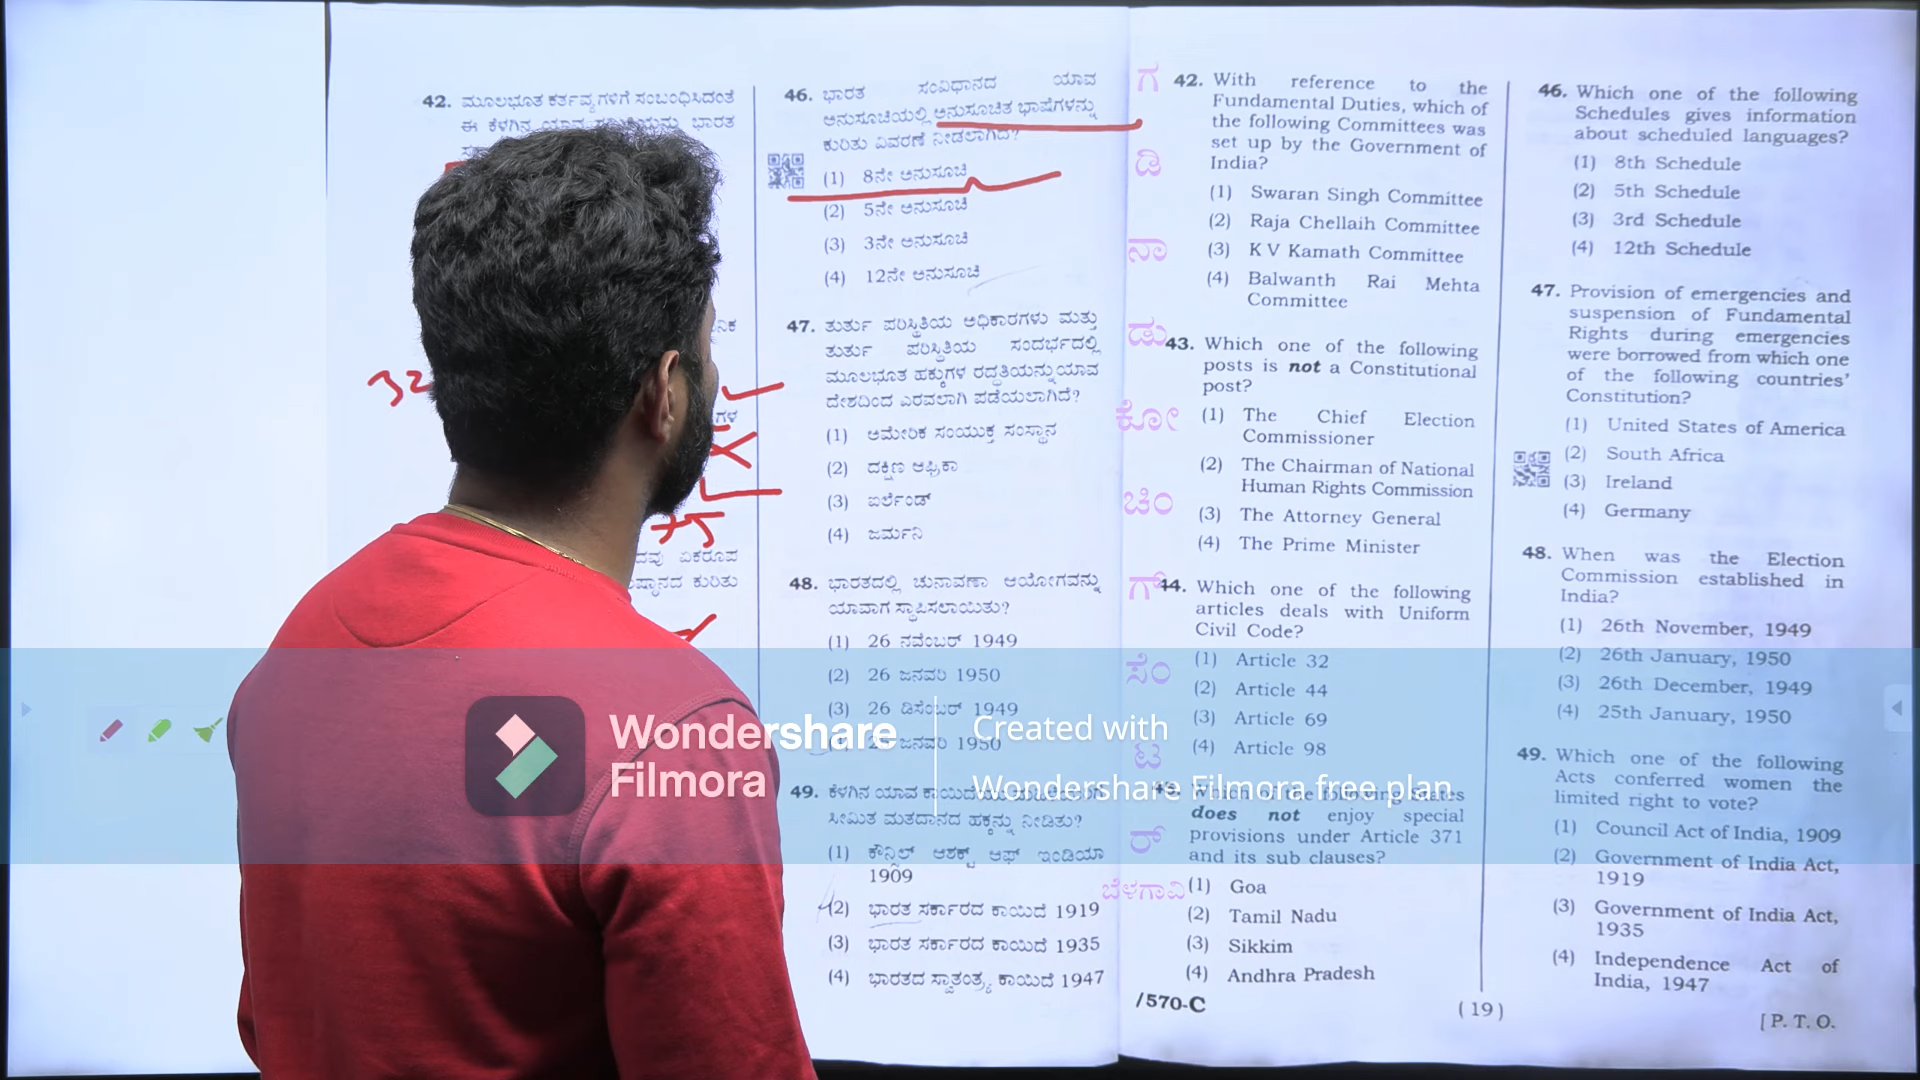 42. ಮೂಲಭೂತ ಕರ್ತವ್ಯಗಳಿಗೆ ಸಂಬಂಧಿಸಿದಂತೆ
ಈ ಕೆಳಗಿನ ಯಾವ ಭಾರತ
32
75
ದವು ಏಕರೂಪ
ಕುರಿತು
46. ಭಾರತ ಸಂವಿಧಾನದ ಯಾವ
ಅನುಸೂಚಿಯಲ್ಲಿ ಅನುಸೂಚಿತ ಭಾಷೆಗಳನ್ನು
ಕುರಿತು ವಿವರಣೆ ನೀಡಲಾಗಿದೆ?
(1) 8ನೇ ಅನುಸೂಚಿ
(2) 5ನೇ ಅನುಸೂಚಿ
(3) 3ನೇ ಅನುಸೂಚಿ
(4) 12ನೇ ಅನುಸೂಚಿ
47. ತುರ್ತು ಪರಿಸ್ಥಿತಿಯ ಅಧಿಕಾರಗಳು ಮತ್ತು
ತುರ್ತು ಪರಿಸ್ಥಿತಿಯ ಸಂದರ್ಭದಲ್ಲಿ
ಮೂಲಭೂತ ಹಕ್ಕುಗಳ ರದ್ದತಿಯನ್ನು ಯಾವ
ದೇಶದಿಂದ ಎರವಲಾಗಿ ಪಡೆಯಲಾಗಿದೆ?
(1) ಅಮೇರಿಕ ಸಂಯುಕ್ತ ಸಂಸ್ಥಾನ
(2) ದಕ್ಷಿಣ ಆಫ್ರಿಕಾ
(3) ಐರ್ಲೆಂಡ್
(4) ಜರ್ಮನಿ
48. ಭಾರತದಲ್ಲಿ ಚುನಾವಣಾ ಆಯೋಗವನ್ನು
ಯಾವಾಗ ಸ್ಥಾಪಿಸಲಾಯಿತು?
(1) 26 ನವೆಂಬರ್ 1949
(2) 26 ಜನವರಿ 1950
(3) 26 ಡಿಸೆಂಬರ್ 1949
(4) 25 ಜನವರಿ 1950
49. ಕೆಳಗಿನ ಯಾವ
ಸೀಮಿತ ಮತದಾನದ ಹಕ್ಕನ್ನು ನೀಡಿತು?
(1) ಕೌನ್ಸಿಲ್ ಆಫ್ ಇಂಡಿಯಾ
1909
(2) ಭಾರತ ಸರ್ಕಾರದ ಕಾಯಿದೆ 1919
(3) ಭಾರತ ಸರ್ಕಾರದ ಕಾಯಿದೆ 1935
(4) ಭಾರತದ ಸ್ವಾತಂತ್ರ್ಯ ಕಾಯಿದೆ 1947
ಗ
ಡಿ
ನಾ
ಡು
ಕೋ
ಚಿಂ
ಗ್
ಸೆಂ
ಟ
ರ್
ಬೆಳಗಾವಿ
42. With reference to the
Fundamental Duties, which of
the following Committees was
set up by the Government of
India?
(1) Swaran Singh Committee
(2) Raja Chellaih Committee
(3) K V Kamath Committee
(4) Balwanth Rai Mehta
Committee
43. Which one of the following
posts is not a Constitutional
post?
(1) The Chief Election
Commissioner
(2) The Chairman of National
Human Rights Commission
(3) The Attorney General
(4) The Prime Minister
44. Which one of the following
articles deals with Uniform
Civil Code?
(1) Article 32
(2) Article 44
(3) Article 69
(4) Article 98
does not enjoy special
provisions under Article 371
and its sub clauses?
(1) Goa
(2) Tamil Nadu
(3) Sikkim
(4) Andhra Pradesh
/570-C
(19)
46. Which one of the following
Schedules gives information
about scheduled languages?
(1) 8th Schedule
(2) 5th Schedule
(3) 3rd Schedule
(4) 12th Schedule
47. Provision of emergencies and
suspension of Fundamental
Rights during emergencies
were borrowed from which one
of the following countries'
Constitution?
(1) United States of America
(2) South Africa
(3) Ireland
(4) Germany
48. When was the Election
Commission established in
India?
(1) 26th November, 1949
(2) 26th January, 1950
(3) 26th December, 1949
(4) 25th January, 1950
49. Which one of the following
Acts conferred women the
limited right to vote?
(1) Council Act of India, 1909
(2) Government of India Act,
1919
(3) Government of India Act,
1935
(4) Independence Act of
India, 1947
[ P. T. O.
Wondershare
Filmora
Created with
Wondershare Filmora free plan